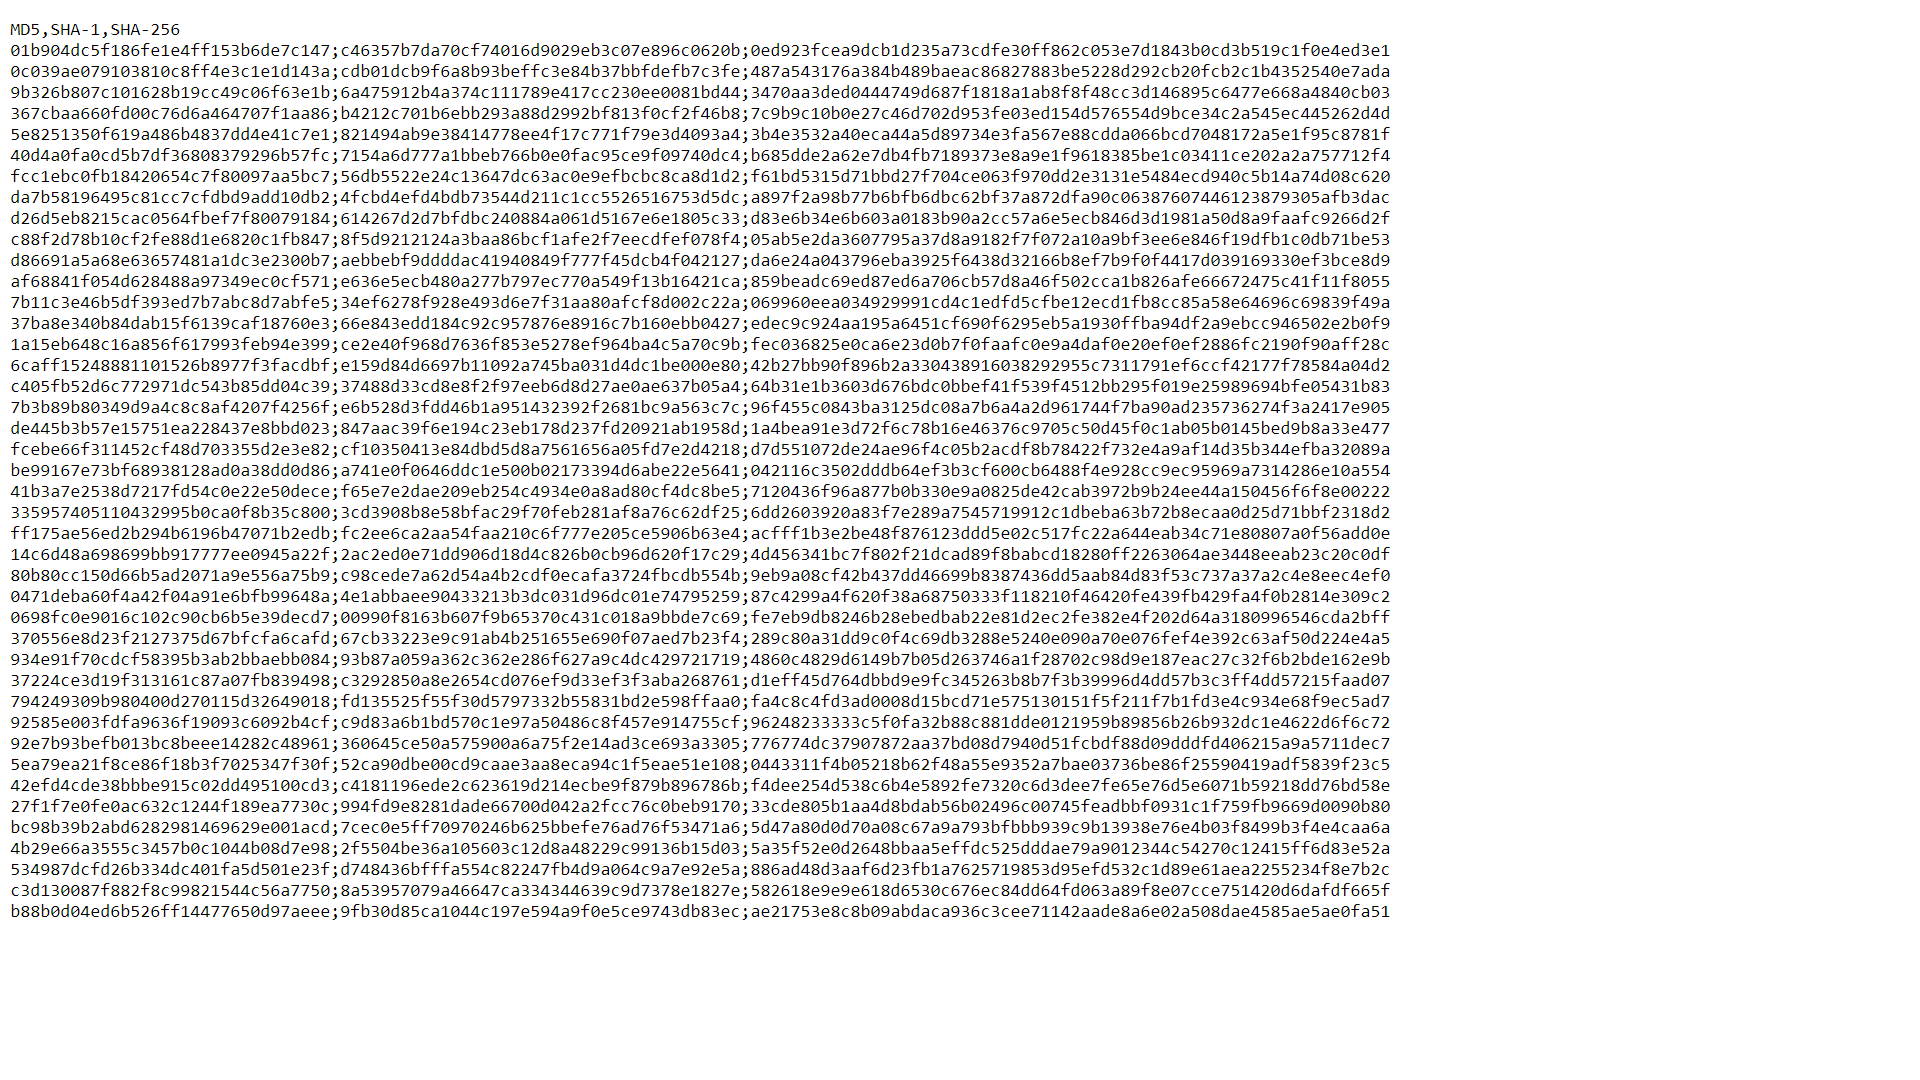 MD5,SHA-1,SHA-256
01b904dc5f186fe1e4ff153b6de7c147;c46357b7da70cf74016d9029eb3c07e896c0620b;0ed923fcea9dcb1d235a73cdfe30ff862c053e7d1843b0cd3b519c1f0e4ed3e1
0c039ae079103810c8ff4e3c1e1d143a;cdb01dcb9f6a8b93beffc3e84b37bbfdefb7c3fe;487a543176a384b489baeac86827883be5228d292cb20fcb2c1b4352540e7ada
9b326b807c101628b19cc49c06f63e1b;6a475912b4a374c111789e417cc230ee0081bd44;3470aa3ded0444749d687f1818a1ab8f8f48cc3d146895c6477e668a4840cb03
367cbaa660fd00c76d6a464707f1aa86;b4212c701b6ebb293a88d2992bf813f0cf2f46b8;7c9b9c10b0e27c46d702d953fe03ed154d576554d9bce34c2a545ec445262d4d
5e8251350f619a486b4837dd4e41c7e1;821494ab9e38414778ee4f17c771f79e3d4093a4;3b4e3532a40eca44a5d89734e3fa567e88cdda066bcd7048172a5e1f95c8781f
40d4a0fa0cd5b7df36808379296b57fc;7154a6d777a1bbeb766b0e0fac95ce9f09740dc4;b685dde2a62e7db4fb7189373e8a9e1f9618385be1c03411ce202a2a757712f4
fcc1ebc0fb18420654c7f80097aa5bc7;56db5522e24c13647dc63ac0e9efbcbc8ca8d1d2;f61bd5315d71bbd27f704ce063f970dd2e3131e5484ecd940c5b14a74d08c620
da7b58196495c81cc7cfdbd9add10db2;4fcbd4efd4bdb73544d211c1cc5526516753d5dc;a897f2a98b77b6bfb6dbc62bf37a872dfa90c06387607446123879305afb3dac
d26d5eb8215cac0564fbef7f80079184;614267d2d7bfdbc240884a061d5167e6e1805c33;d83e6b34e6b603a0183b90a2cc57a6e5ecb846d3d1981a50d8a9faafc9266d2f
c88f2d78b10cf2fe88d1e6820c1fb847;8f5d9212124a3baa86bcf1afe2f7eecdfef078f4;05ab5e2da3607795a37d8a9182f7f072a10a9bf3ee6e846f19dfb1c0db71be53
d86691a5a68e63657481a1dc3e2300b7;aebbebf9ddddac41940849f777f45dcb4f042127;da6e24a043796eba3925f6438d32166b8ef7b9f0f4417d039169330ef3bce8d9
af68841f054d628488a97349ec0cf571;e636e5ecb480a277b797ec770a549f13b16421ca;859beadc69ed87ed6a706cb57d8a46f502cca1b826afe66672475c41f11f8055
7b11c3e46b5df393ed7b7abc8d7abfe5;34ef6278f928e493d6e7f31aa80afcf8d002c22a;069960eea034929991cd4c1edfd5cfbe12ecd1fb8cc85a58e64696c69839f49a
37ba8e340b84dab15f6139caf18760e3;66e843edd184c92c957876e8916c7b160ebb0427;edec9c924aa195a6451cf690f6295eb5a1930ffba94df2a9ebcc946502e2b0f9
1a15eb648c16a856f617993feb94e399;ce2e40f968d7636f853e5278ef964ba4c5a70c9b;fec036825e0ca6e23d0b7f0faafc0e9a4daf0e20ef0ef2886fc2190f90aff28c
6caff15248881101526b8977f3facdbf;e159d84d6697b11092a745ba031d4dc1be000e80;42b27bb90f896b2a330438916038292955c7311791ef6ccf42177f78584a04d2
c405fb52d6c772971dc543b85dd04c39;37488d33cd8e8f2f97eeb6d8d27ae0ae637b05a4;64b31e1b3603d676bdc0bbef41f539f4512bb295f019e25989694bfe05431b83
7b3b89b80349d9a4c8c8af4207f4256f;e6b528d3fdd46b1a951432392f2681bc9a563c7c;96f455c0843ba3125dc08a7b6a4a2d961744f7ba90ad235736274f3a2417e905
de445b3b57e15751ea228437e8bbd023;847aac39f6e194c23eb178d237fd20921ab1958d;1a4bea91e3d72f6c78b16e46376c9705c50d45f0c1ab05b0145bed9b8a33e477
fcebe66f311452cf48d703355d2e3e82;cf10350413e84dbd5d8a7561656a05fd7e2d4218;d7d551072de24ae96f4c05b2acdf8b78422f732e4a9af14d35b344efba32089a
be99167e73bf68938128ad0a38dd0d86;a741e0f0646ddc1e500b02173394d6abe22e5641;042116c3502dddb64ef3b3cf600cb6488f4e928cc9ec95969a7314286e10a554
41b3a7e2538d7217fd54c0e22e50dece;f65e7e2dae209eb254c4934e0a8ad80cf4dc8be5;7120436f96a877b0b330e9a0825de42cab3972b9b24ee44a150456f6f8e00222
335957405110432995b0ca0f8b35c800;3cd3908b8e58bfac29f70feb281af8a76c62df25;6dd2603920a83f7e289a7545719912c1dbeba63b72b8ecaa0d25d71bbf2318d2
ff175ae56ed2b294b6196b47071b2edb;fc2ee6ca2aa54faa210c6f777e205ce5906b63e4;acfff1b3e2be48f876123ddd5e02c517fc22a644eab34c71e80807a0f56add0e
14c6d48a698699bb917777ee0945a22f;2ac2ed0e71dd906d18d4c826b0cb96d620f17c29;4d456341bc7f802f21dcad89f8babcd18280ff2263064ae3448eeab23c20c0df
80b80cc150d66b5ad2071a9e556a75b9;c98cede7a62d54a4b2cdf0ecafa3724fbcdb554b;9eb9a08cf42b437dd46699b8387436dd5aab84d83f53c737a37a2c4e8eec4ef0
0471deba60f4a42f04a91e6bfb99648a;4e1abbaee90433213b3dc031d96dc01e74795259;87c4299a4f620f38a68750333f118210f46420fe439fb429fa4f0b2814e309c2
0698fc0e9016c102c90cb6b5e39decd7;00990f8163b607f9b65370c431c018a9bbde7c69;fe7eb9db8246b28ebedbab22e81d2ec2fe382e4f202d64a3180996546cda2bff
370556e8d23f2127375d67bfcfa6cafd;67cb33223e9c91ab4b251655e690f07aed7b23f4;289c80a31dd9c0f4c69db3288e5240e090a70e076fef4e392c63af50d224e4a5
934e91f70cdcf58395b3ab2bbaebb084;93b87a059a362c362e286f627a9c4dc429721719;4860c4829d6149b7b05d263746a1f28702c98d9e187eac27c32f6b2bde162e9b
37224ce3d19f313161c87a07fb839498;c3292850a8e2654cd076ef9d33ef3f3aba268761;d1eff45d764dbbd9e9fc345263b8b7f3b39996d4dd57b3c3ff4dd57215faad07
794249309b980400d270115d32649018;fd135525f55f30d5797332b55831bd2e598ffaa0;fa4c8c4fd3ad0008d15bcd71e575130151f5f211f7b1fd3e4c934e68f9ec5ad7
92585e003fdfa9636f19093c6092b4cf;c9d83a6b1bd570c1e97a50486c8f457e914755cf;96248233333c5f0fa32b88c881dde0121959b89856b26b932dc1e4622d6f6c72
92e7b93befb013bc8beee14282c48961;360645ce50a575900a6a75f2e14ad3ce693a3305;776774dc37907872aa37bd08d7940d51fcbdf88d09dddfd406215a9a5711dec7
5ea79ea21f8ce86f18b3f7025347f30f;52ca90dbe00cd9caae3aa8eca94c1f5eae51e108;0443311f4b05218b62f48a55e9352a7bae03736be86f25590419adf5839f23c5
42efd4cde38bbbe915c02dd495100cd3;c4181196ede2c623619d214ecbe9f879b896786b;f4dee254d538c6b4e5892fe7320c6d3dee7fe65e76d5e6071b59218dd76bd58e
27f1f7e0fe0ac632c1244f189ea7730c;994fd9e8281dade66700d042a2fcc76c0beb9170;33cde805b1aa4d8bdab56b02496c00745feadbbf0931c1f759fb9669d0090b80
bc98b39b2abd6282981469629e001acd;7cec0e5ff70970246b625bbefe76ad76f53471a6;5d47a80d0d70a08c67a9a793bfbbb939c9b13938e76e4b03f8499b3f4e4caa6a
4b29e66a3555c3457b0c1044b08d7e98;2f5504be36a105603c12d8a48229c99136b15d03;5a35f52e0d2648bbaa5effdc525dddae79a9012344c54270c12415ff6d83e52a
534987dcfd26b334dc401fa5d501e23f;d748436bfffa554c82247fb4d9a064c9a7e92e5a;886ad48d3aaf6d23fb1a7625719853d95efd532c1d89e61aea2255234f8e7b2c
c3d130087f882f8c99821544c56a7750;8a53957079a46647ca334344639c9d7378e1827e;582618e9e9e618d6530c676ec84dd64fd063a89f8e07cce751420d6dafdf665f
b88b0d04ed6b526ff14477650d97aeee;9fb30d85ca1044c197e594a9f0e5ce9743db83ec;ae21753e8c8b09abdaca936c3cee71142aade8a6e02a508dae4585ae5ae0fa51